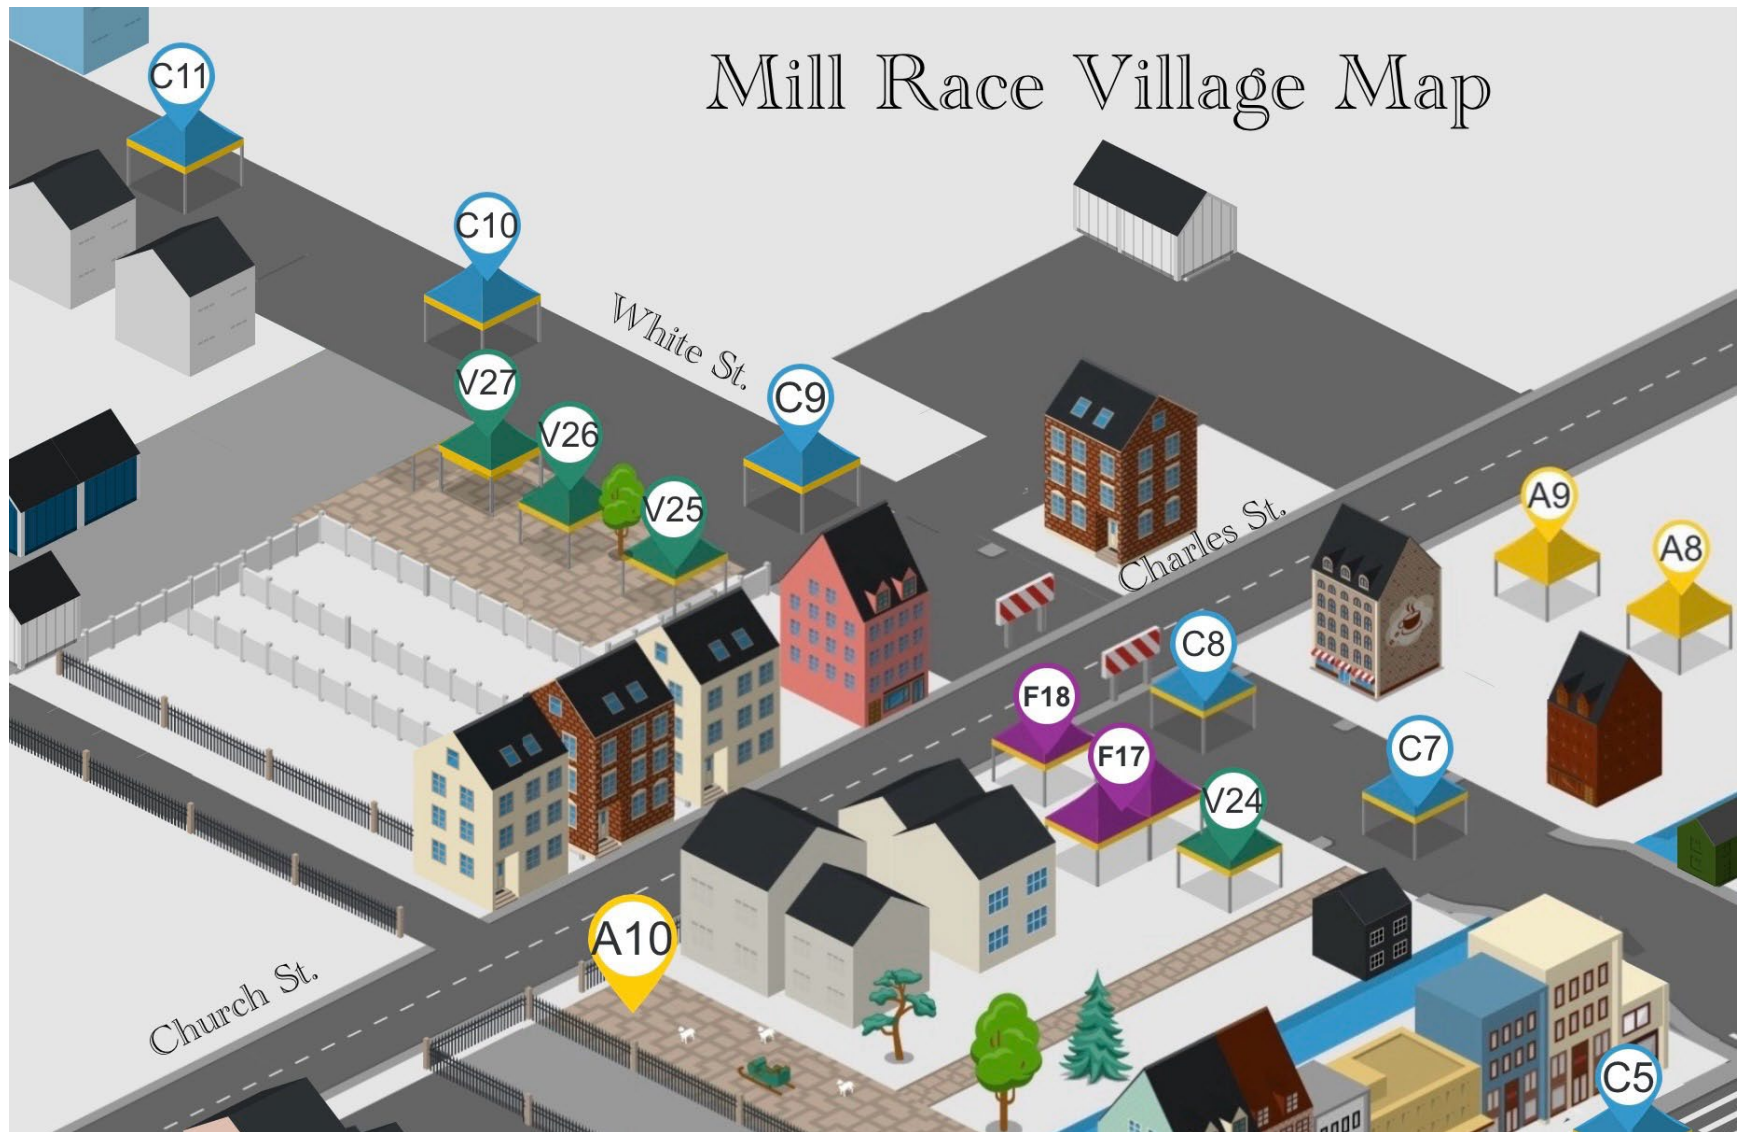 Mill Race Village Map
C11
C10
White St.
V27
C9
V26
A9
V25
Charles St.
A8
C8
F18
C7
F17
V24
A10
Church St.
C5